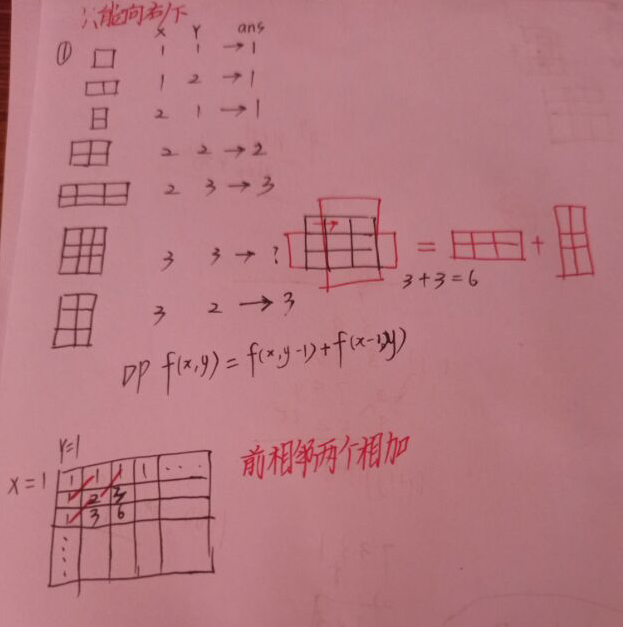 只能向右/下
X Y ans
① 1 1 → 1
1 2 → 1
2 1 → 1
2 2 → 2
2 3 → 3
3 3 → ?
= +
3+3=6
3 2 → 3
DP f(x,y) = f(x,y-1) + f(x-1,y)
Y=1
前相邻两个相加
X=1 1 1 1 1 ...
1 2 3
1 3 6